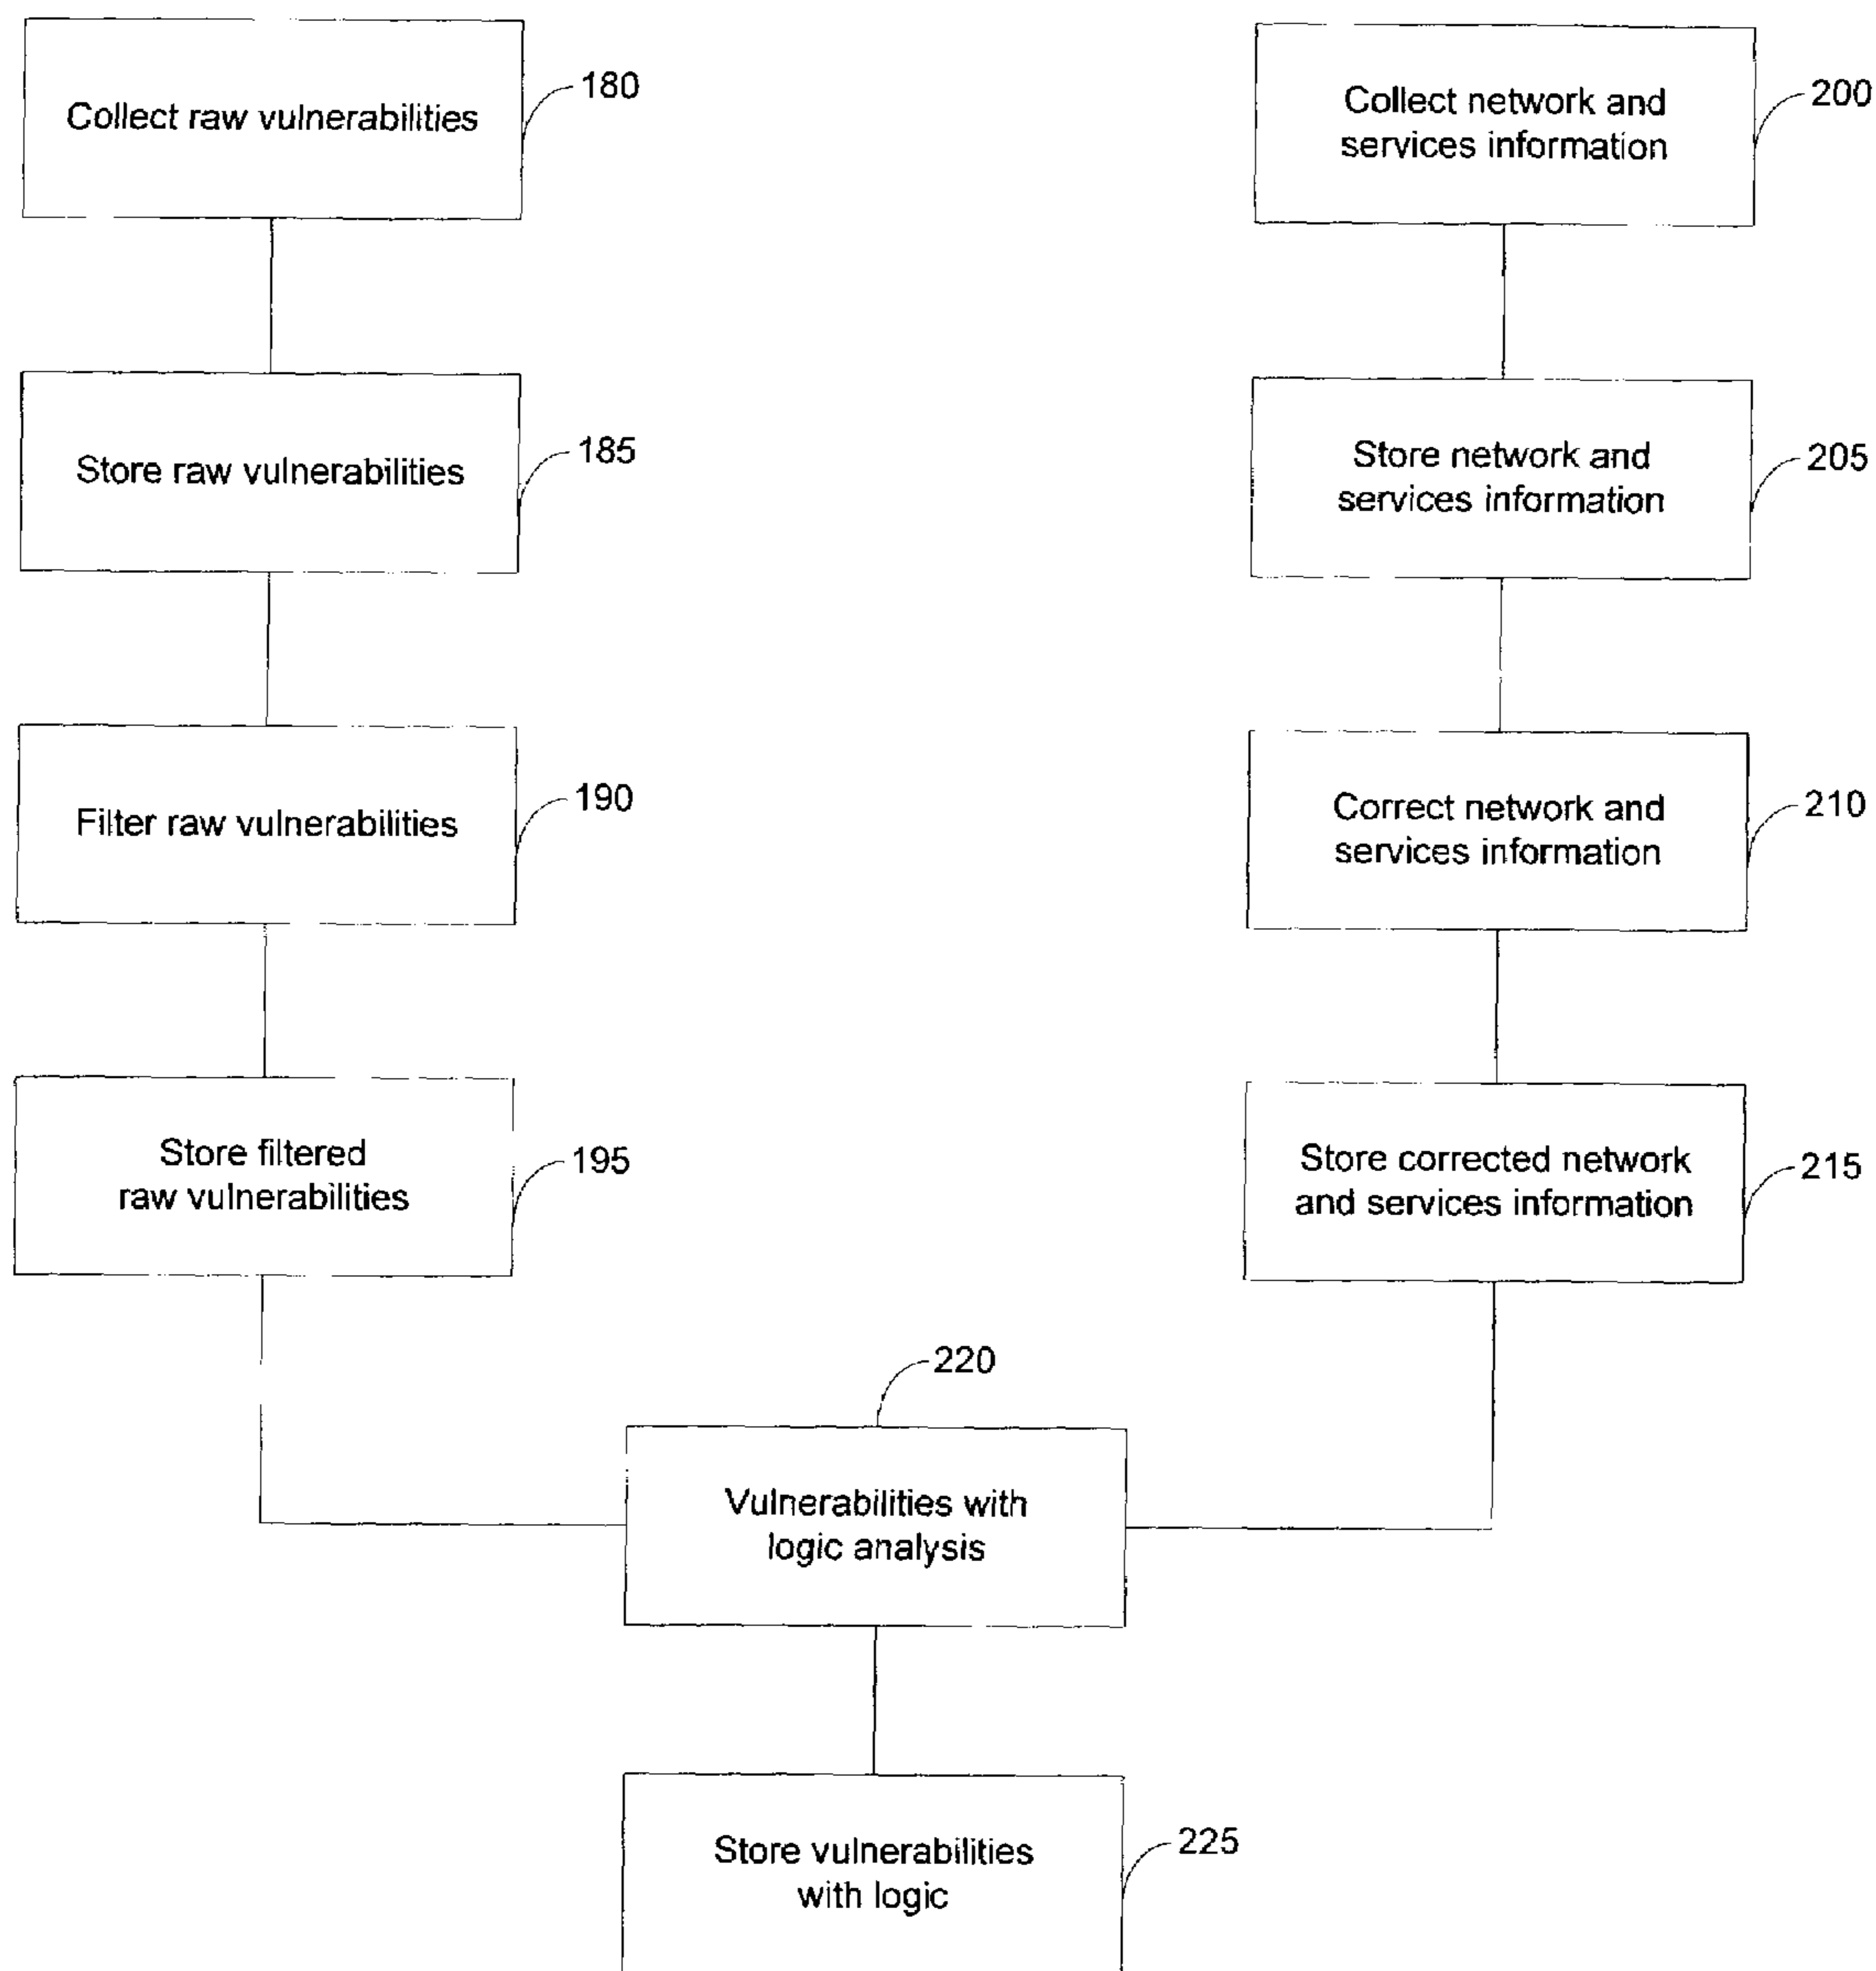 Collect raw vulnerabilities
180
Store raw vulnerabilities
185
Filter raw vulnerabilities
190
Store filtered
raw vulnerabilities
195
Collect network and
services information
200
Store network and
services information
205
Correct network and
services information
210
Store corrected network
and services information
215
220
Vulnerabilities with
logic analysis
Store vulnerabilities
with logic
225